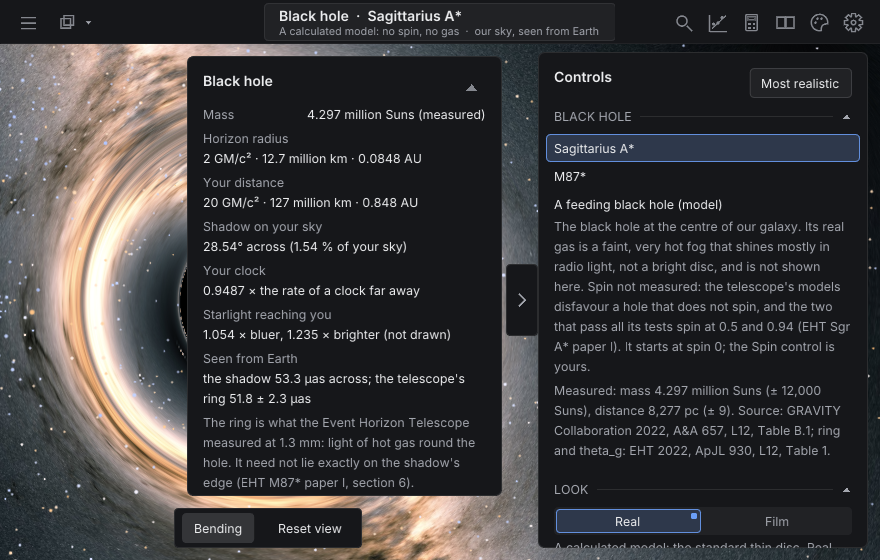 Black hole · Sagittarius A*
A calculated model: no spin, no gas · our sky, seen from Earth
Black hole
Mass 4.297 million Suns (measured)
Horizon radius
2 GM/c² · 12.7 million km · 0.0848 AU
Your distance
20 GM/c² · 127 million km · 0.848 AU
Shadow on your sky
28.54° across (1.54 % of your sky)
Your clock
0.9487 × the rate of a clock far away
Starlight reaching you
1.054 × bluer, 1.235 × brighter (not drawn)
Seen from Earth
the shadow 53.3 µas across; the telescope's
ring 51.8 ± 2.3 µas
The ring is what the Event Horizon Telescope
measured at 1.3 mm: light of hot gas round the
hole. It need not lie exactly on the shadow's
edge (EHT M87* paper I, section 6).
Bending
Reset view
Controls
Most realistic
BLACK HOLE
Sagittarius A*
M87*
A feeding black hole (model)
The black hole at the centre of our galaxy. Its real
gas is a faint, very hot fog that shines mostly in
radio light, not a bright disc, and is not shown
here. Spin not measured: the telescope's models
disfavour a hole that does not spin, and the two
that pass all its tests spin at 0.5 and 0.94 (EHT Sgr
A* paper I). It starts at spin 0; the Spin control is
yours.
Measured: mass 4.297 million Suns (± 12,000
Suns), distance 8,277 pc (± 9). Source: GRAVITY
Collaboration 2022, A&A 657, L12, Table B.1; ring
and theta_g: EHT 2022, ApJL 930, L12, Table 1.
LOOK
Real
Film
A calculated model: the standard thin disc. Real